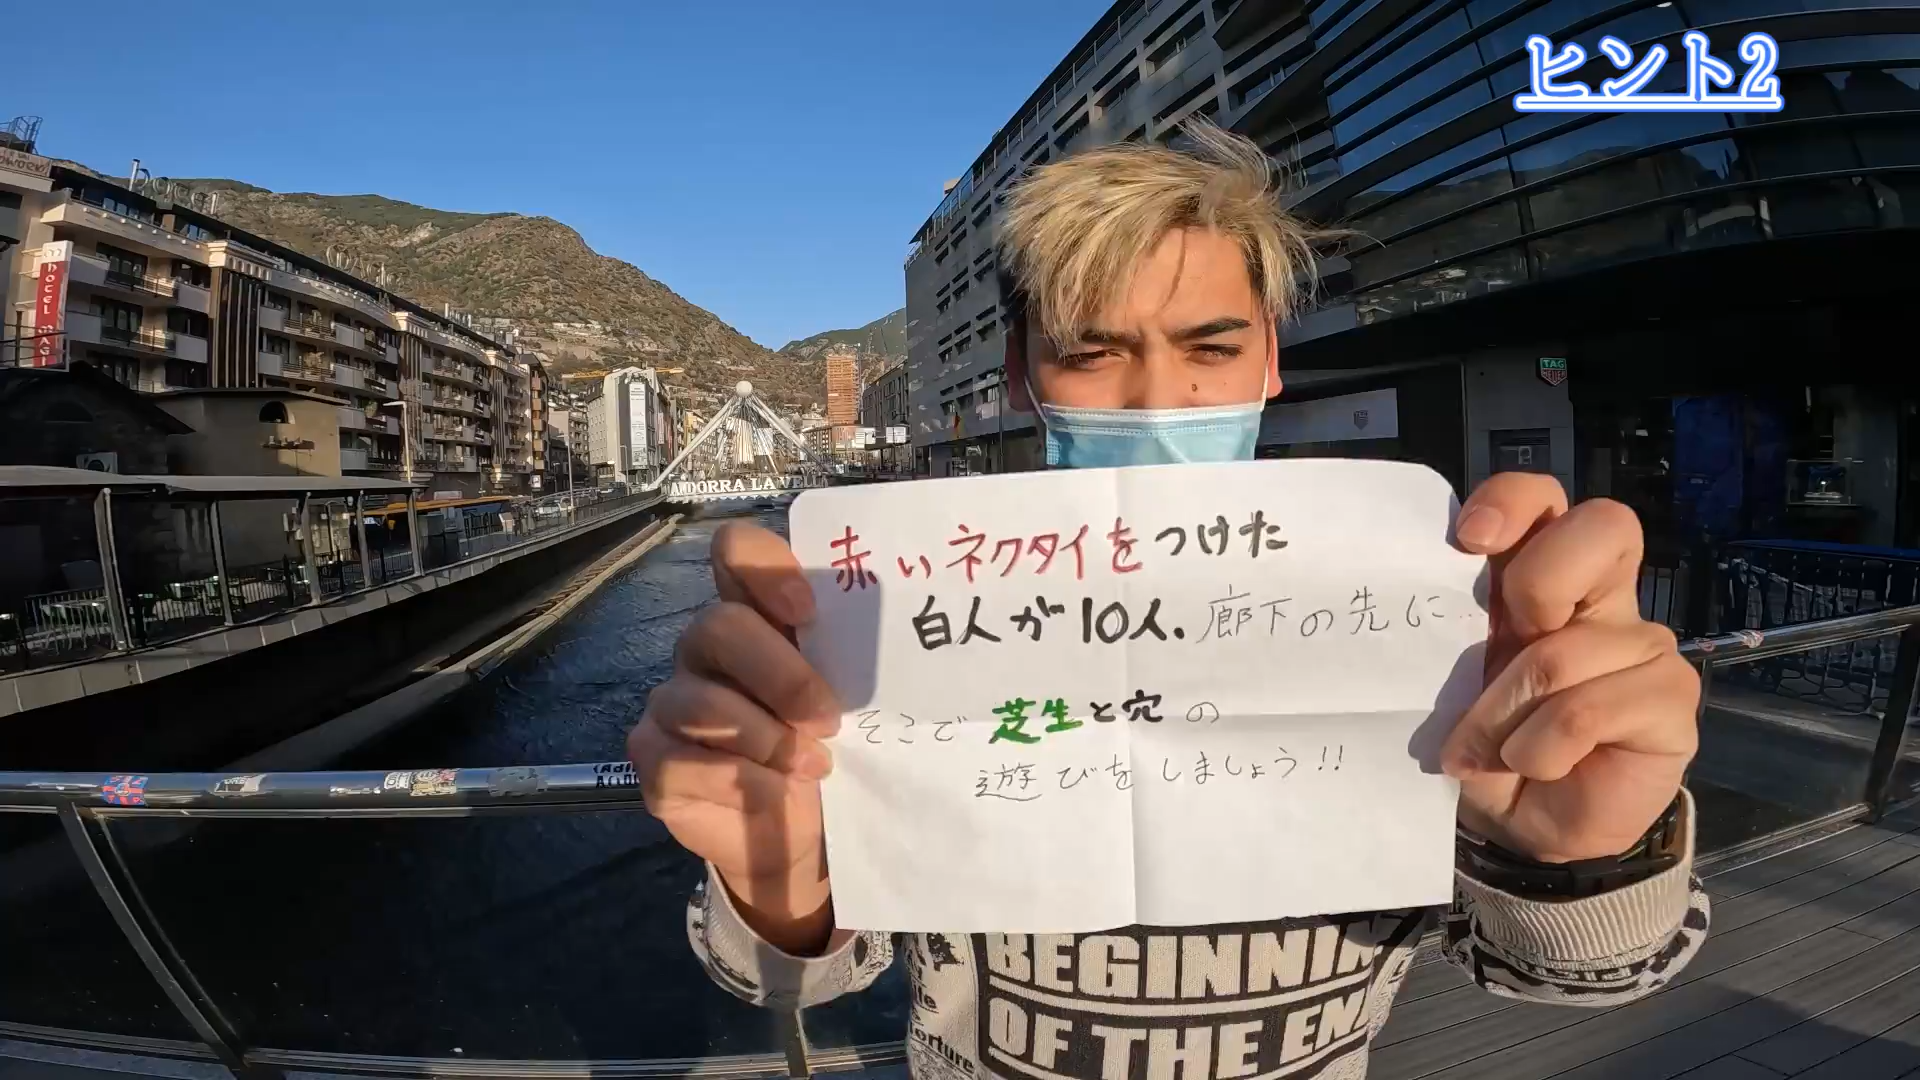 ヒント2
HOTEL MAGI
TAG
HEUER
ANDORRA LA VELLA
赤いネクタイをつけた
白人が10人.廊下の先に...
そこで芝生と穴の
遊びをしましょう!!
BEGINNIN
OF THE EN
orture